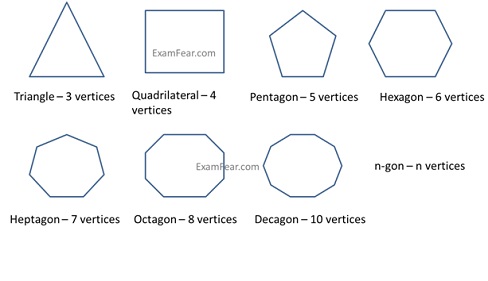 ExamFear.com
Triangle – 3 vertices
Quadrilateral – 4
vertices
Pentagon – 5 vertices
Hexagon – 6 vertices
ExamFear.com
n-gon – n vertices
Heptagon – 7 vertices
Octagon – 8 vertices
Decagon – 10 vertices